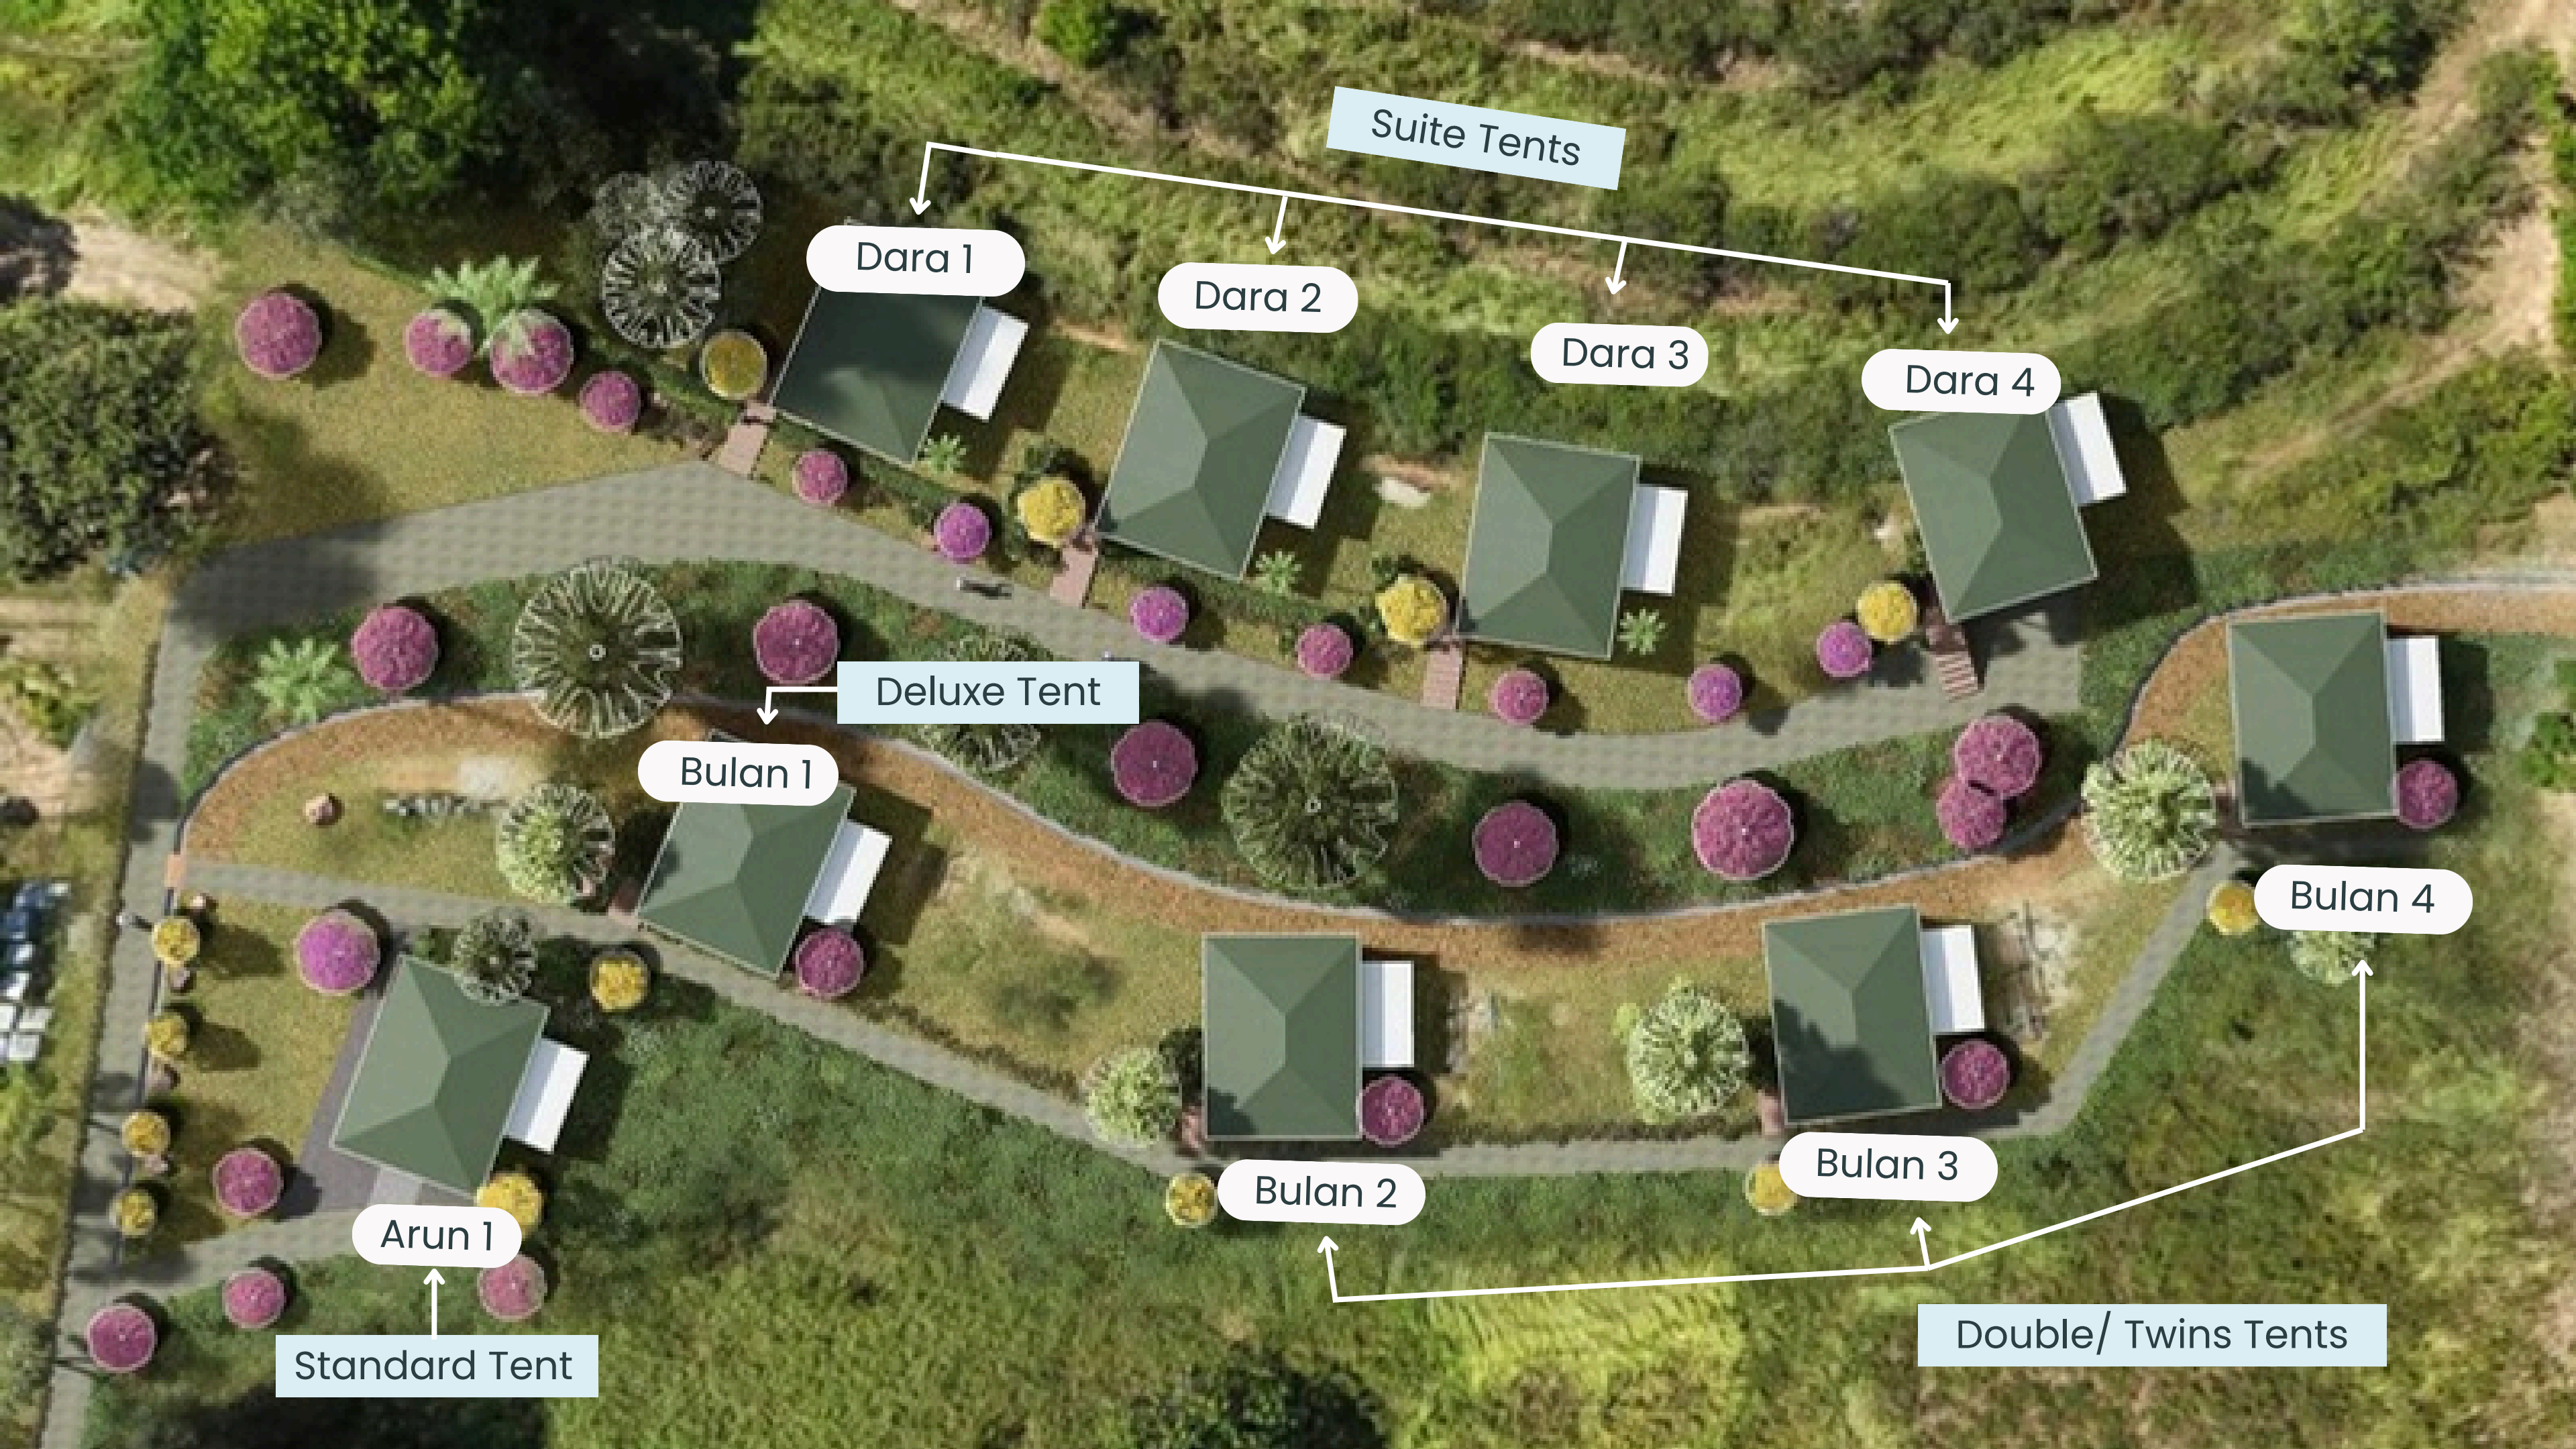 Suite Tents
Dara 1
Dara 2
Dara 3
Dara 4
Deluxe Tent
Bulan 1
Bulan 4
Bulan 3
Bulan 2
Arun 1
Standard Tent
Double/ Twins Tents